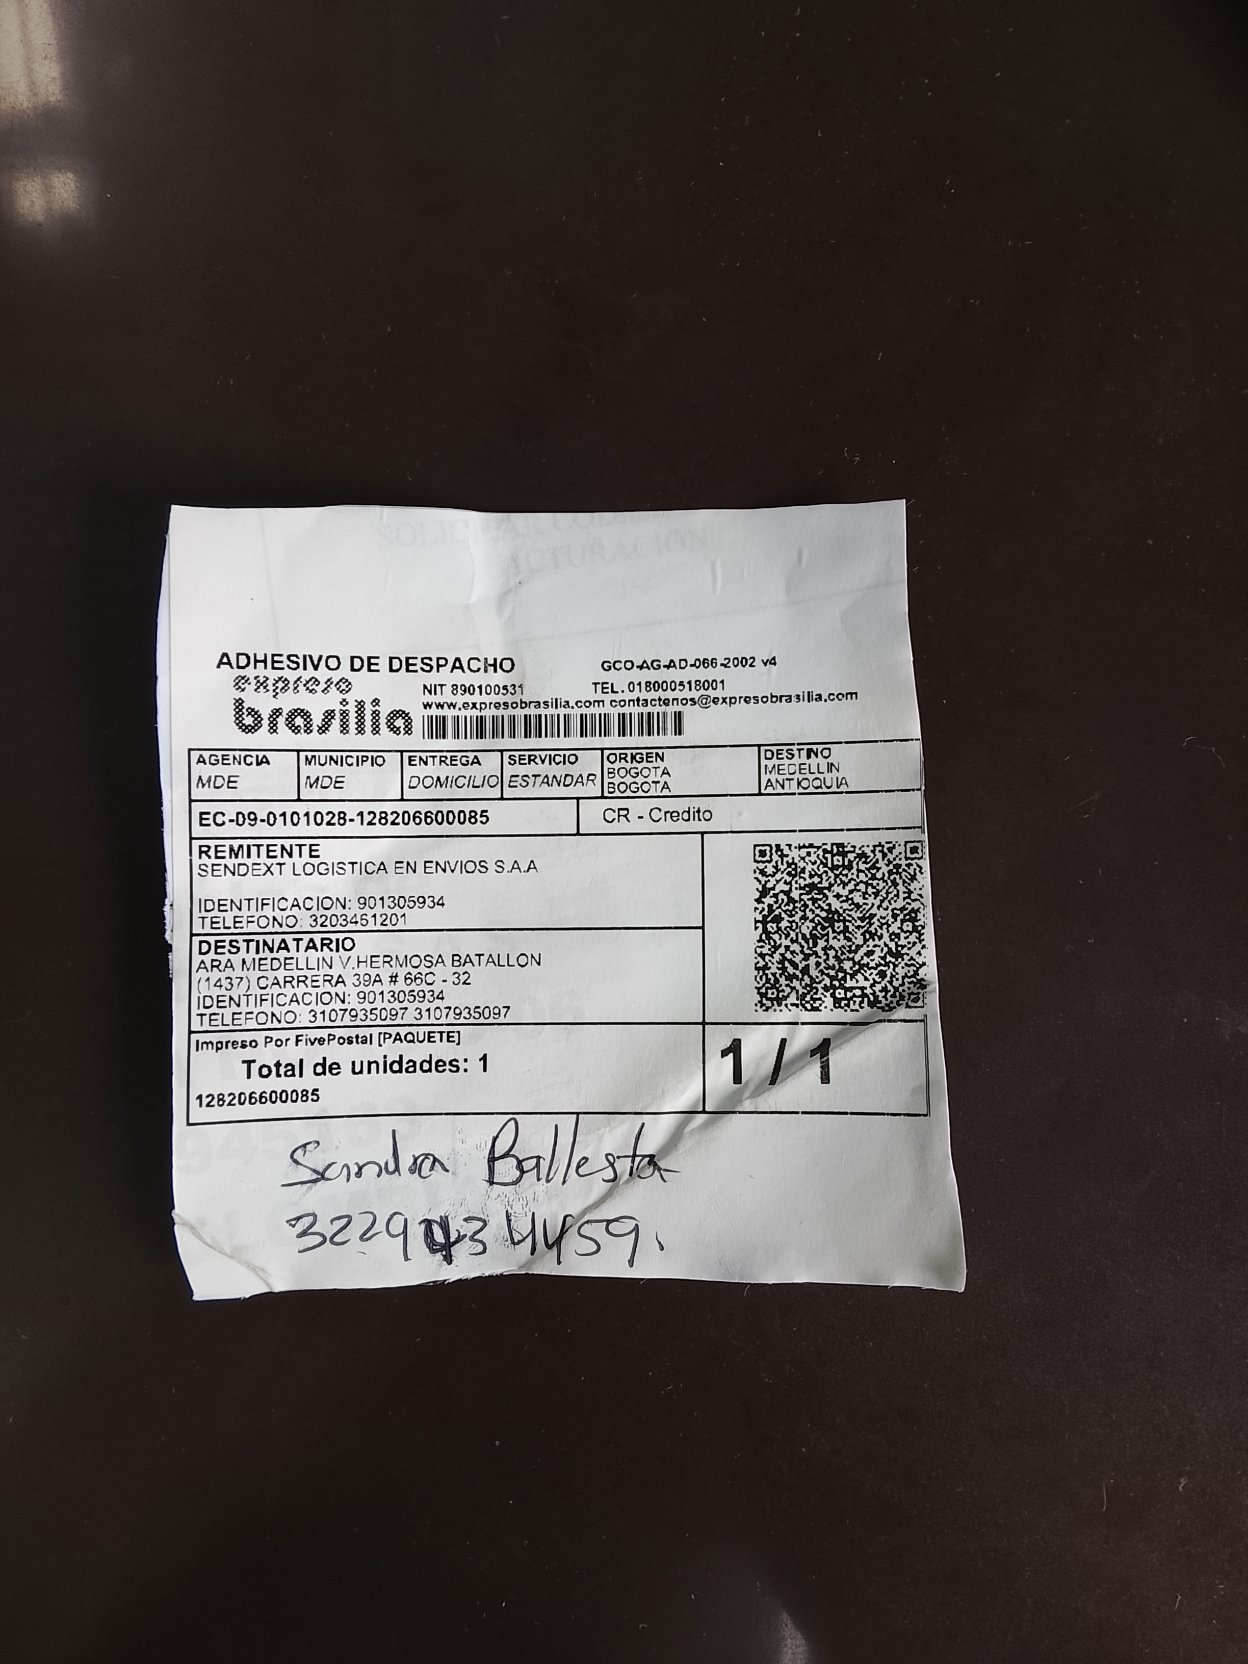 ADHESIVO DE DESPACHO
GCO-AG-AD-066-2002 v4
expreso
brasilia
NIT 890100531 TEL. 018000518001
www.expresobrasilia.com contactenos@expresobrasilia.com
AGENCIA MUNICIPIO ENTREGA SERVICIO ORIGEN DESTINO
MDE MDE DOMICILIO ESTANDAR BOGOTA MEDELLIN
BOGOTA ANTIOQUIA
EC-09-0101028-128206600085 CR - Credito
REMITENTE
SENDEXT LOGISTICA EN ENVIOS S.A.A
IDENTIFICACION: 901305934
TELEFONO: 3203461201
DESTINATARIO
ARA MEDELLIN V.HERMOSA BATALLON
(1437) CARRERA 39A # 66C - 32
IDENTIFICACION: 901305934
TELEFONO: 3107935097 3107935097
Impreso Por FivePostal [PAQUETE]
Total de unidades: 1
1 / 1
128206600085
Sandra Ballesta